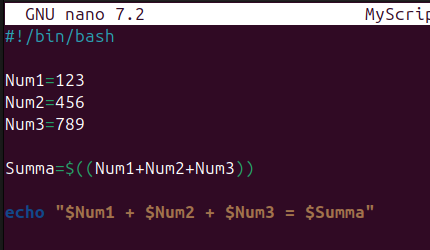 GNU nano 7.2 MyScrip
#!/bin/bash
Num1=123
Num2=456
Num3=789
Summa=$((Num1+Num2+Num3))
echo "$Num1 + $Num2 + $Num3 = $Summa"